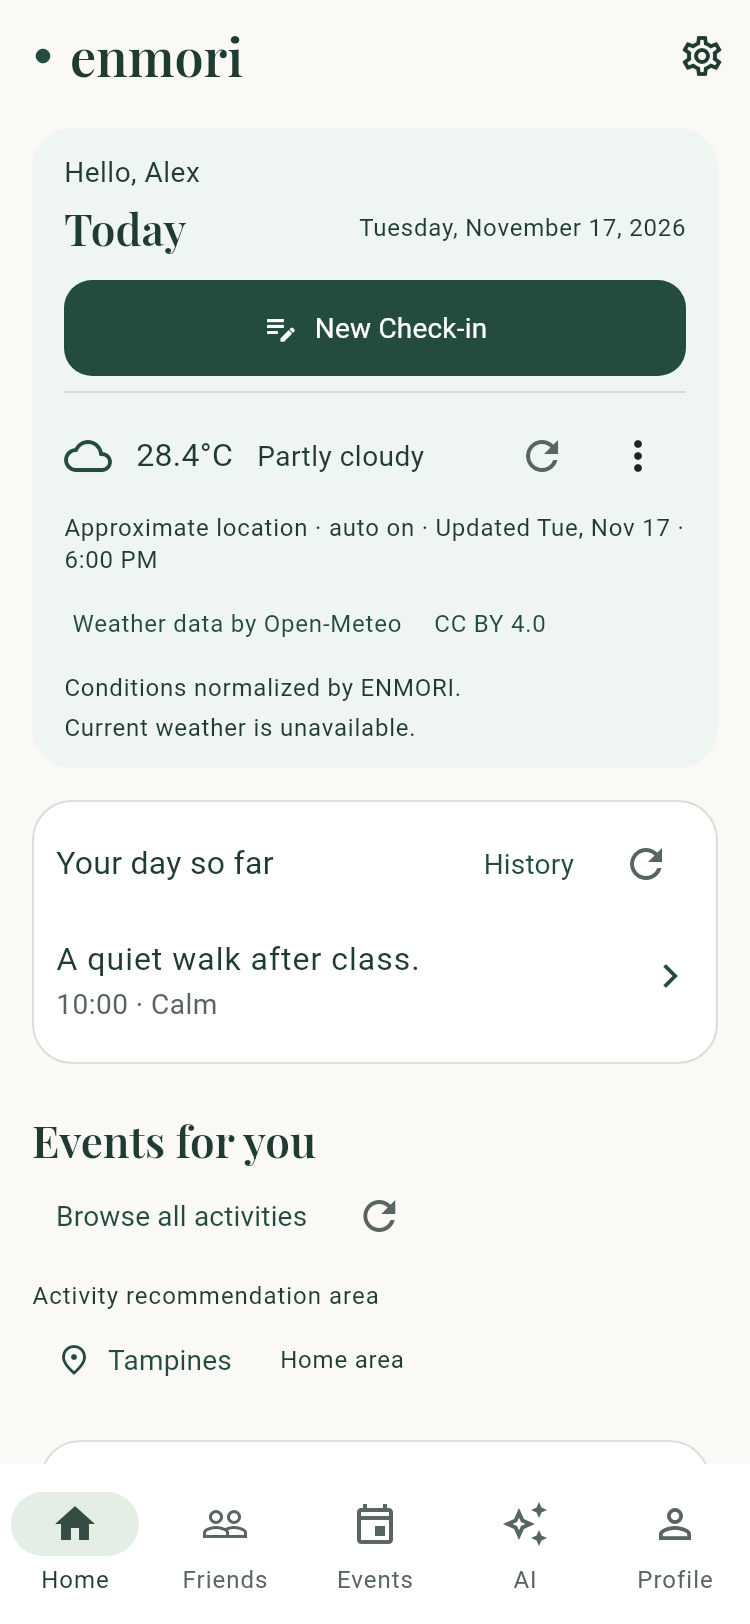 enmori
Hello, Alex
Today
Tuesday, November 17, 2026
New Check-in
28.4°C Partly cloudy
Approximate location · auto on · Updated Tue, Nov 17 ·
6:00 PM
Weather data by Open-Meteo CC BY 4.0
Conditions normalized by ENMORI.
Current weather is unavailable.
Your day so far
History
A quiet walk after class.
10:00 · Calm
Events for you
Browse all activities
Activity recommendation area
Tampines Home area
Home Friends Events AI Profile